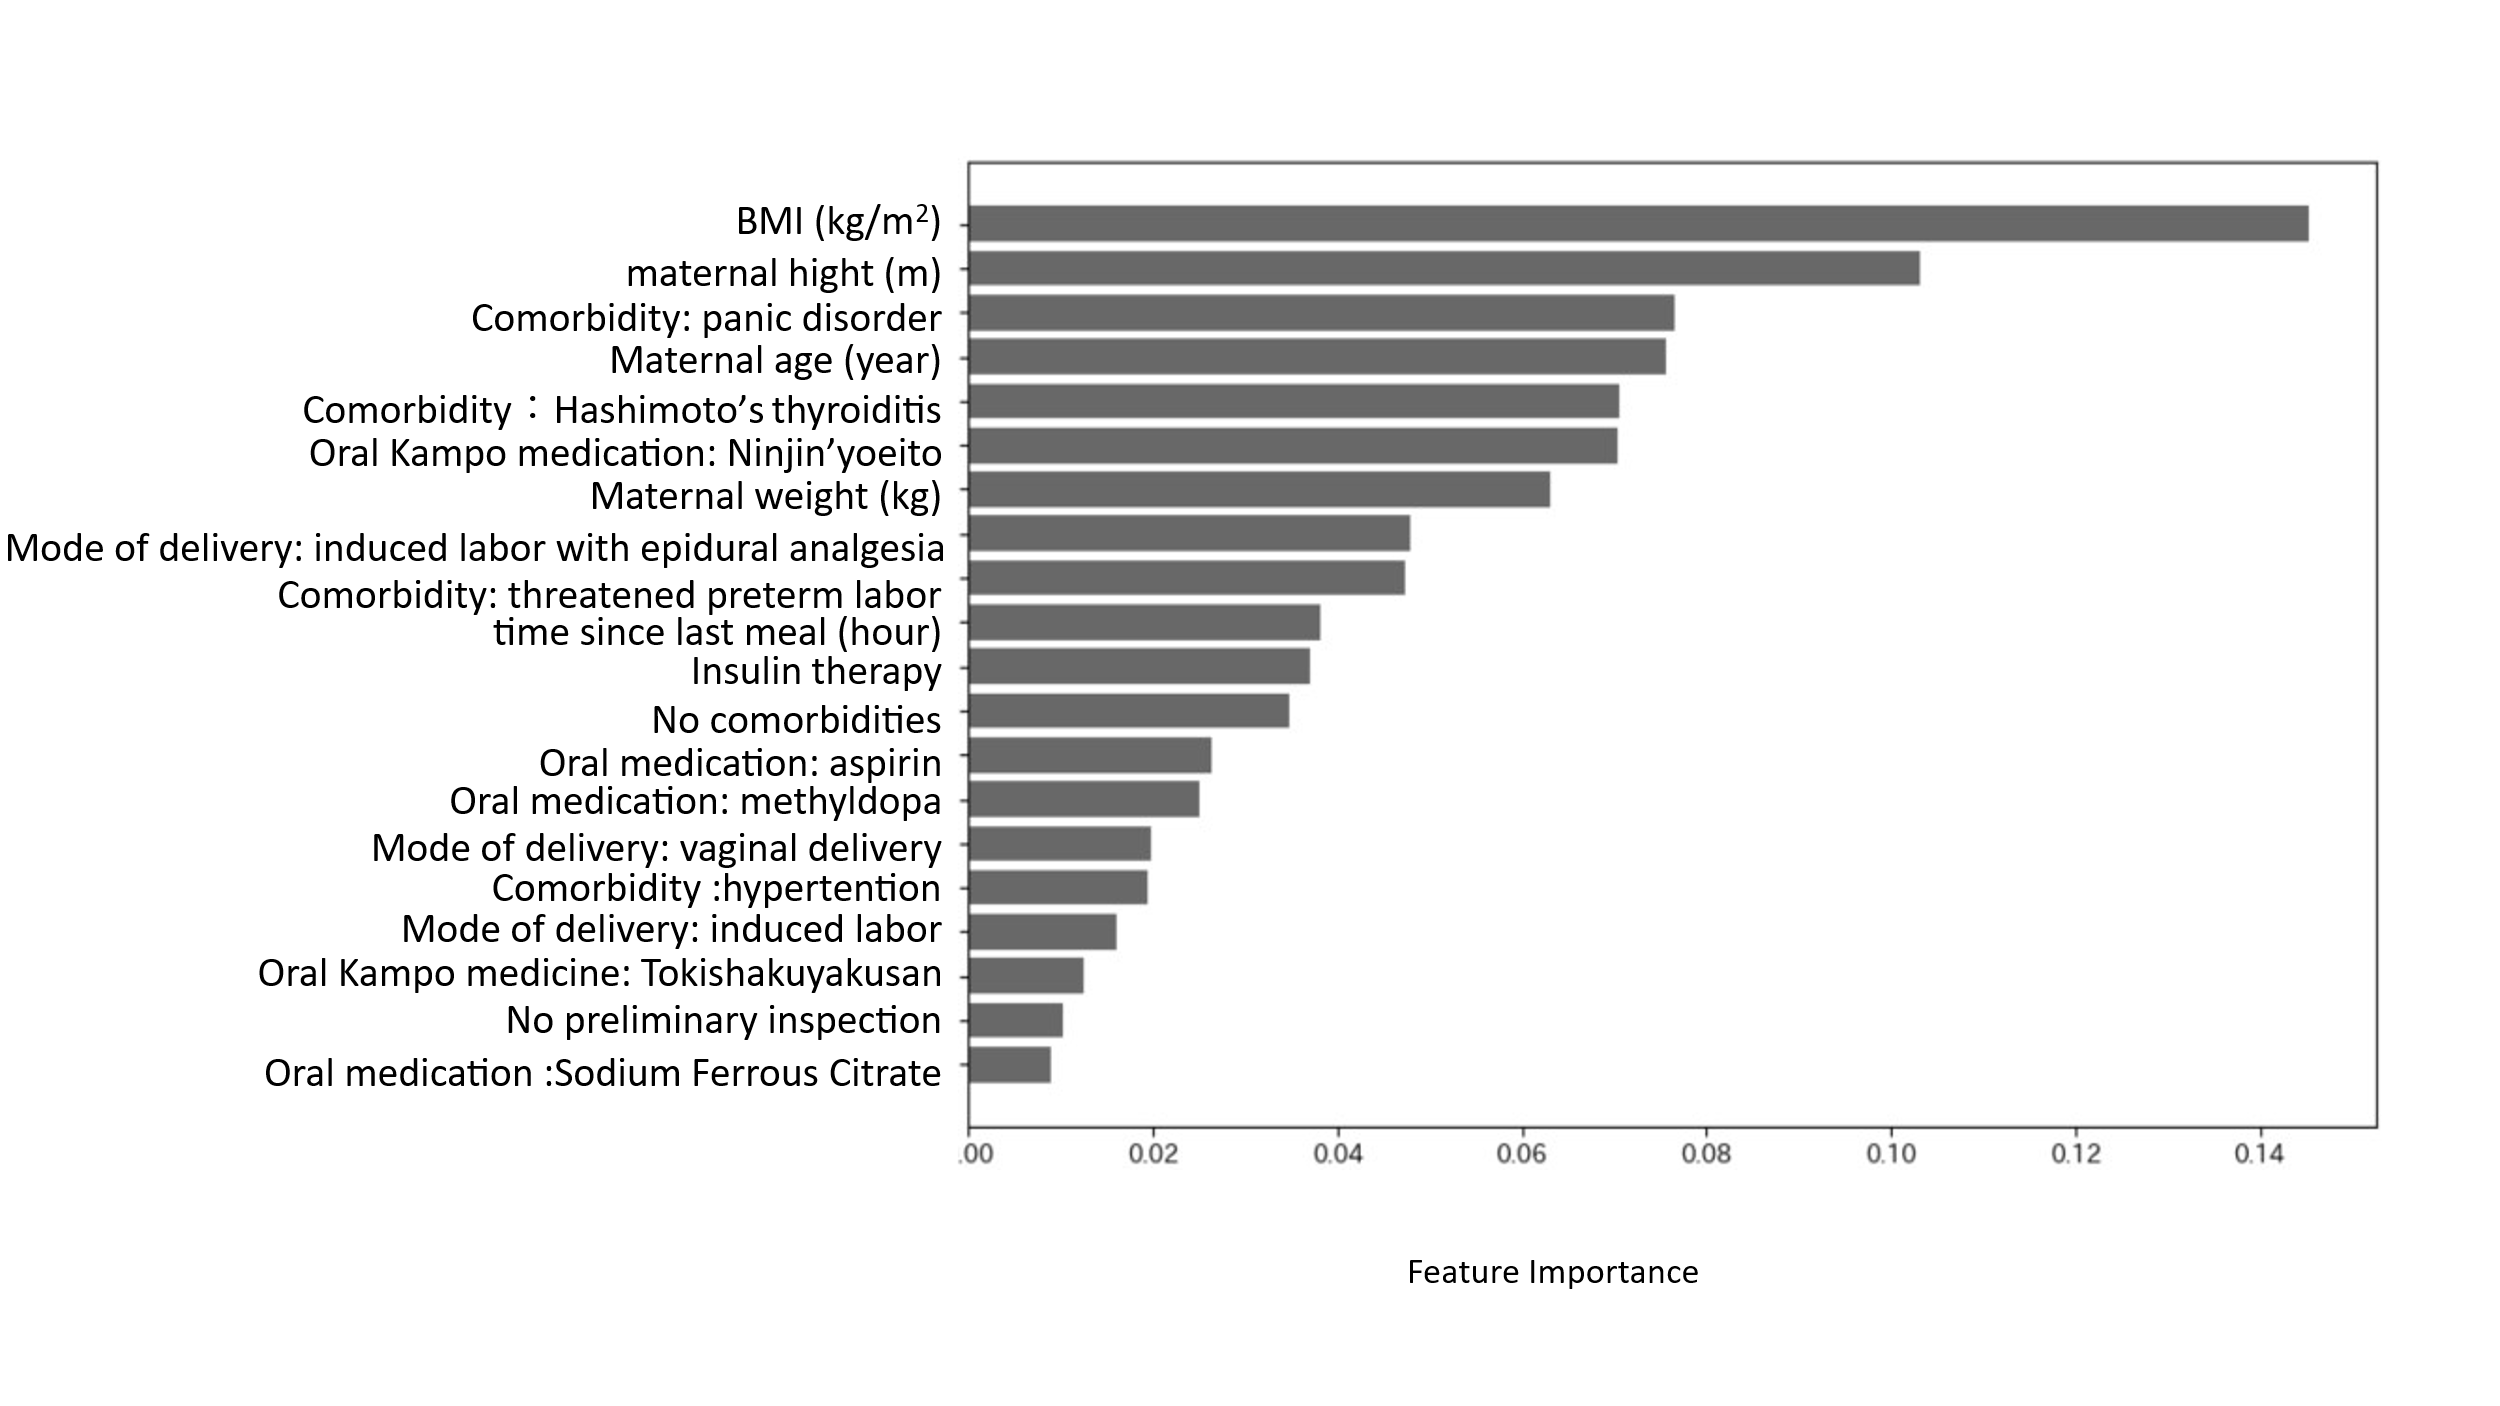 BMI (kg/m²)
maternal hight (m)
Comorbidity: panic disorder
Maternal age (year)
Comorbidity：Hashimoto’s thyroiditis
Oral Kampo medication: Ninjin’yoeito
Maternal weight (kg)
Mode of delivery: induced labor with epidural analgesia
Comorbidity: threatened preterm labor
time since last meal (hour)
Insulin therapy
No comorbidities
Oral medication: aspirin
Oral medication: methyldopa
Mode of delivery: vaginal delivery
Comorbidity :hypertention
Mode of delivery: induced labor
Oral Kampo medicine: Tokishakuyakusan
No preliminary inspection
Oral medication :Sodium Ferrous Citrate
.00 0.02 0.04 0.06 0.08 0.10 0.12 0.14
Feature Importance